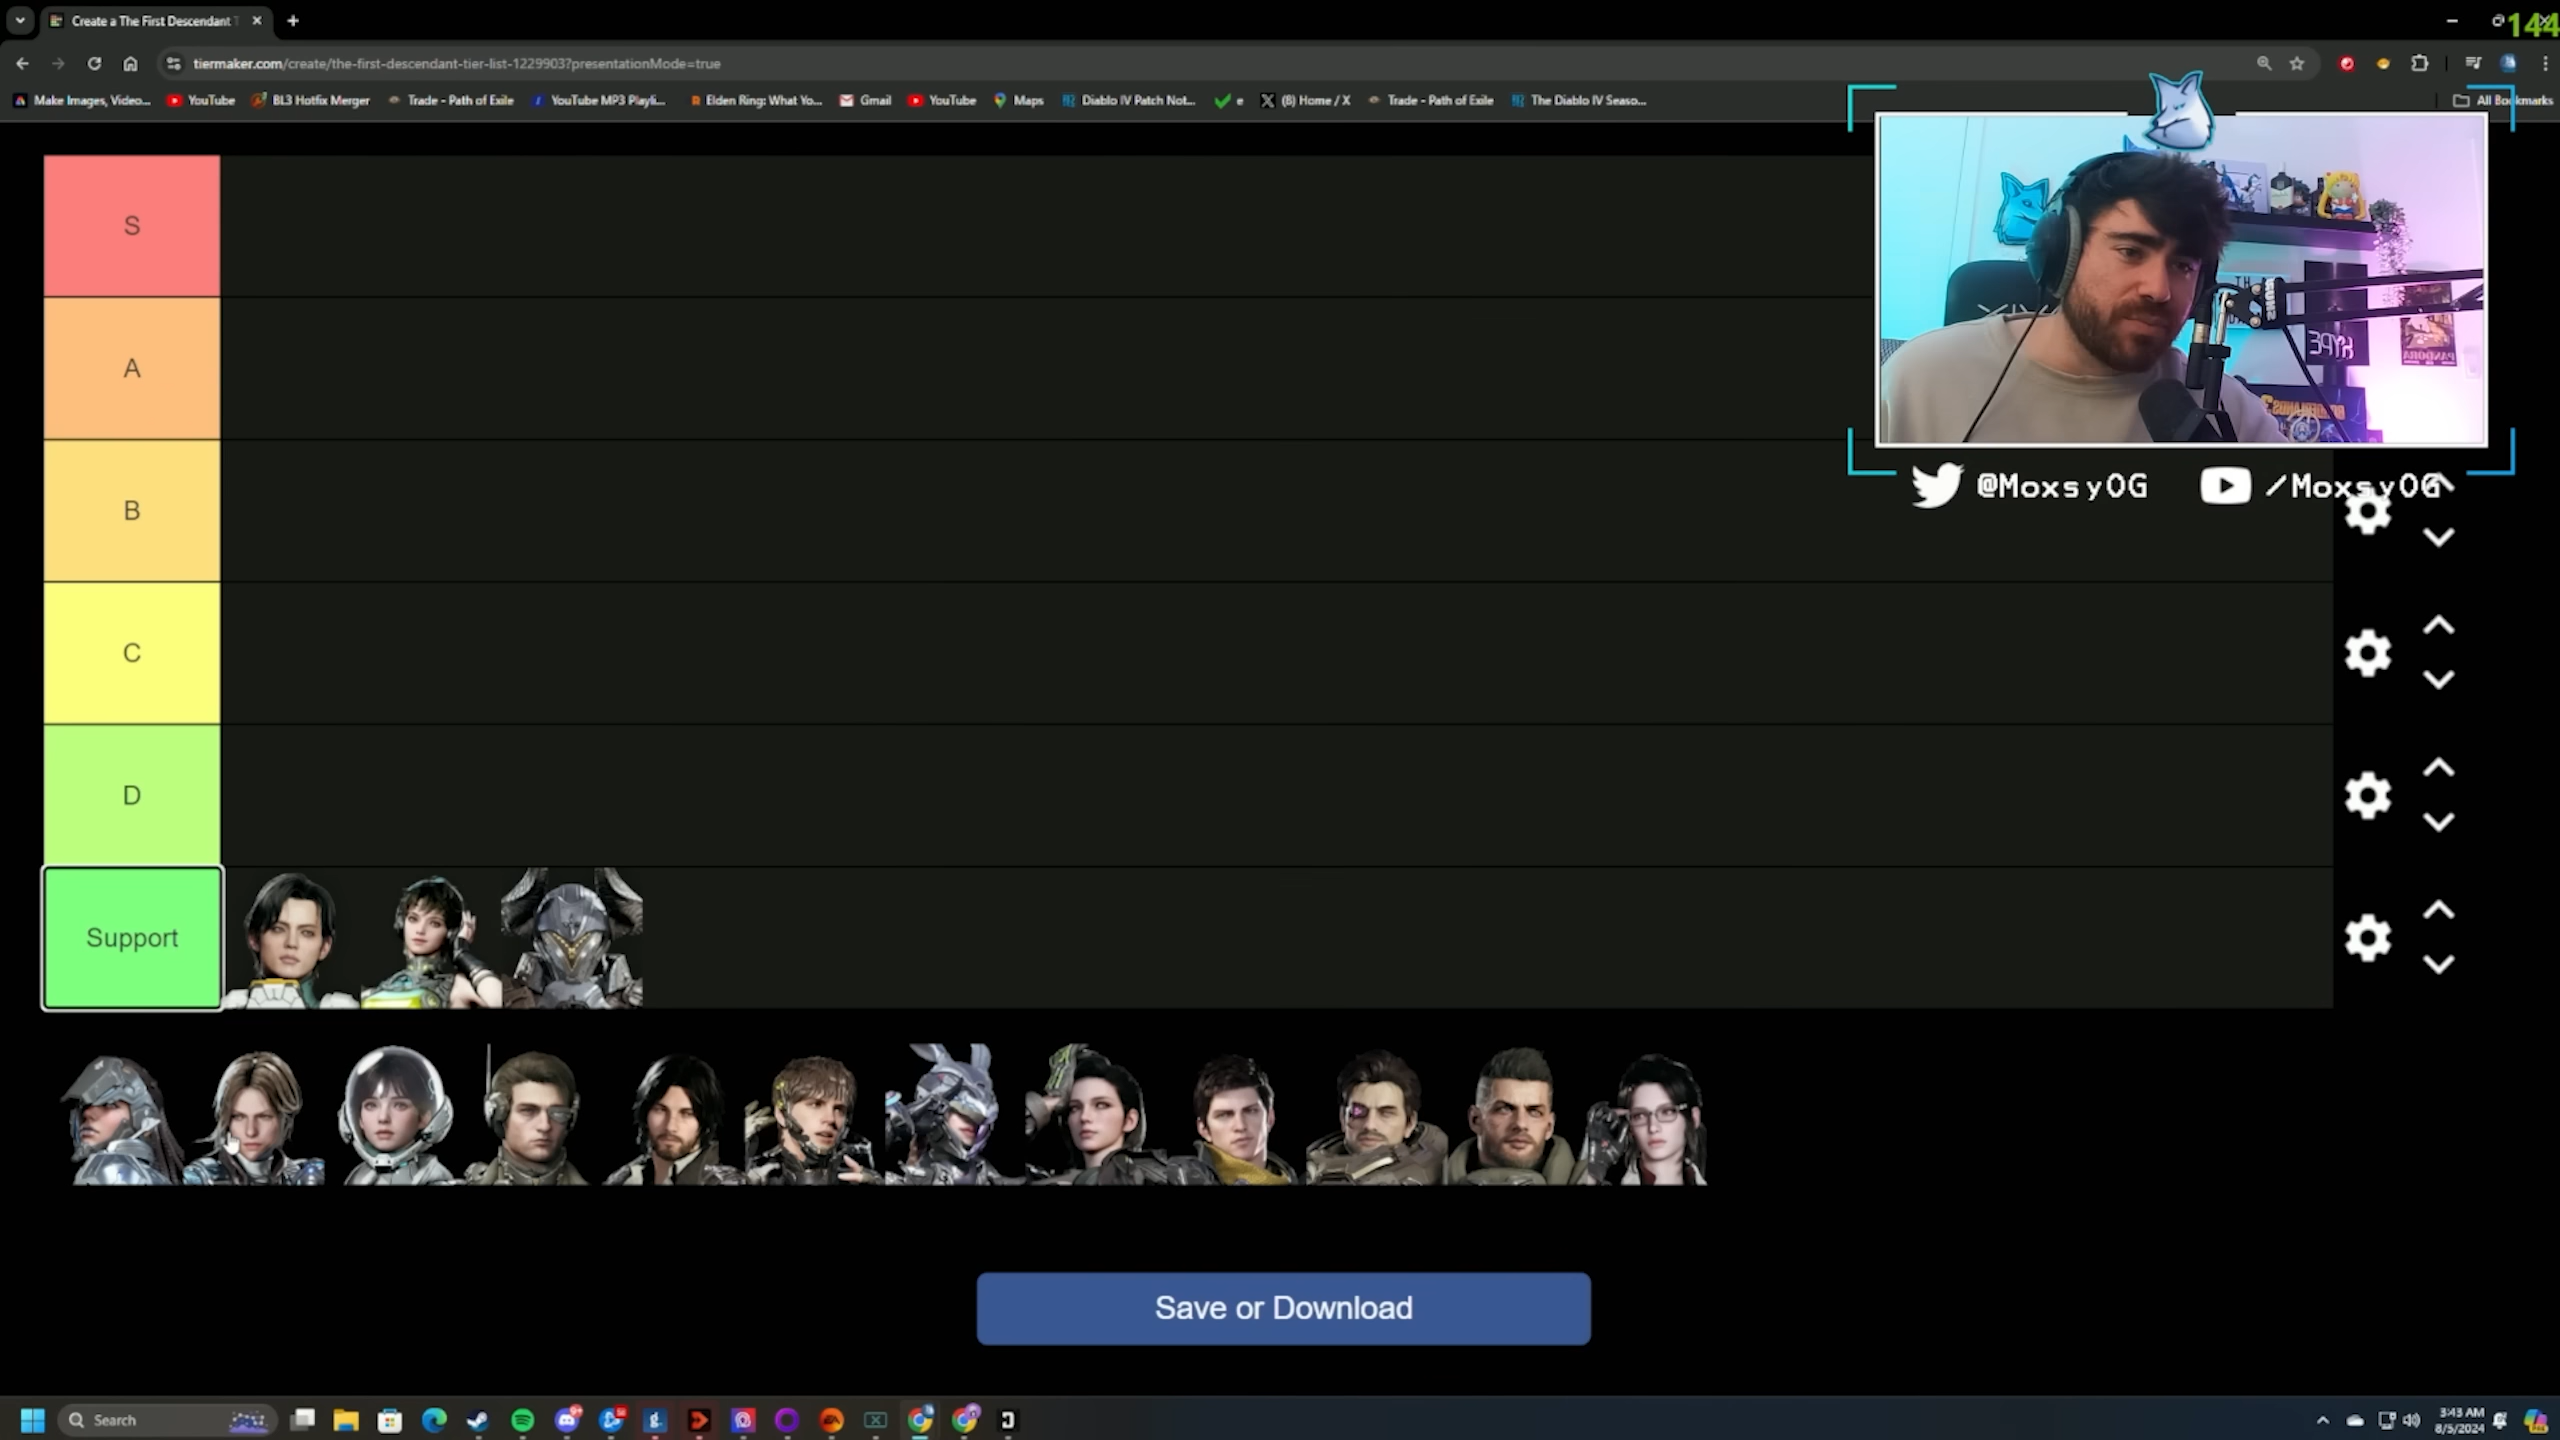 Create a The First Descendant T
144
tiermaker.com/create/the-first-descendant-tier-list-1229903?presentationMode=true
Make Images, Video... YouTube BL3 Hotfix Merger Trade - Path of Exile YouTube MP3 Playli... Elden Ring: What Yo... Gmail YouTube Maps Diablo IV Patch Not... e (8) Home / X Trade - Path of Exile The Diablo IV Seaso... All Bookmarks
S
A
B
C
D
Support
@MoxsyOG /MoxsyOG
Save or Download
Search
3:43 AM
8/5/2024